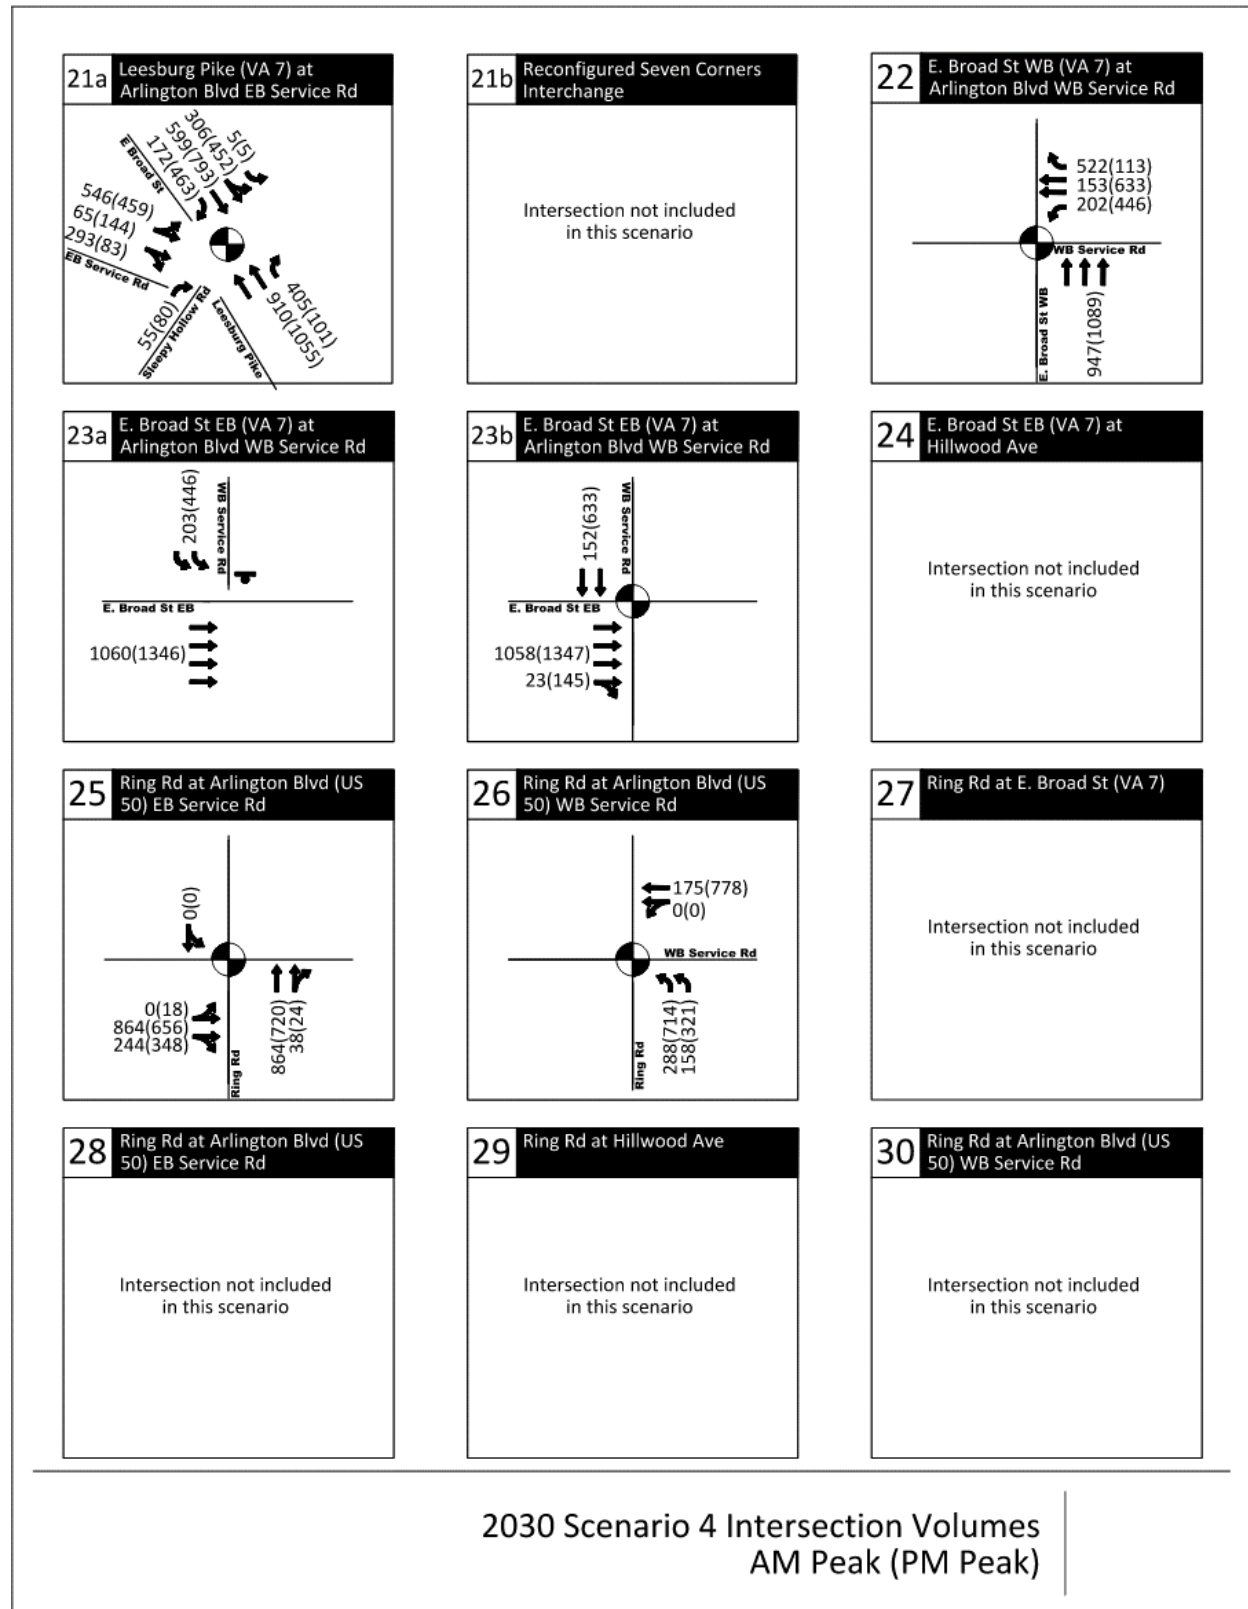 21a
Leesburg Pike (VA 7) at
Arlington Blvd EB Service Rd
5(5)
306(452)
599(793)
172(463)
E Broad St
546(459)
65(144)
293(83)
EB Service Rd
55(80)
Sleepy Hollow Rd
Leesburg Pike
405(101)
910(1055)
21b
Reconfigured Seven Corners
Interchange
Intersection not included
in this scenario
22
E. Broad St WB (VA 7) at
Arlington Blvd WB Service Rd
522(113)
153(633)
202(446)
WB Service Rd
E. Broad St WB
947(1089)
23a
E. Broad St EB (VA 7) at
Arlington Blvd WB Service Rd
203(446)
WB Service Rd
E. Broad St EB
1060(1346)
23b
E. Broad St EB (VA 7) at
Arlington Blvd WB Service Rd
152(633)
WB Service Rd
E. Broad St EB
1058(1347)
23(145)
24
E. Broad St EB (VA 7) at
Hillwood Ave
Intersection not included
in this scenario
25
Ring Rd at Arlington Blvd (US
50) EB Service Rd
0(0)
0(18)
864(656)
244(348)
Ring Rd
864(720)
38(24)
26
Ring Rd at Arlington Blvd (US
50) WB Service Rd
175(778)
0(0)
WB Service Rd
Ring Rd
288(714)
158(321)
27
Ring Rd at E. Broad St (VA 7)
Intersection not included
in this scenario
28
Ring Rd at Arlington Blvd (US
50) EB Service Rd
Intersection not included
in this scenario
29
Ring Rd at Hillwood Ave
Intersection not included
in this scenario
30
Ring Rd at Arlington Blvd (US
50) WB Service Rd
Intersection not included
in this scenario
2030 Scenario 4 Intersection Volumes
AM Peak (PM Peak)